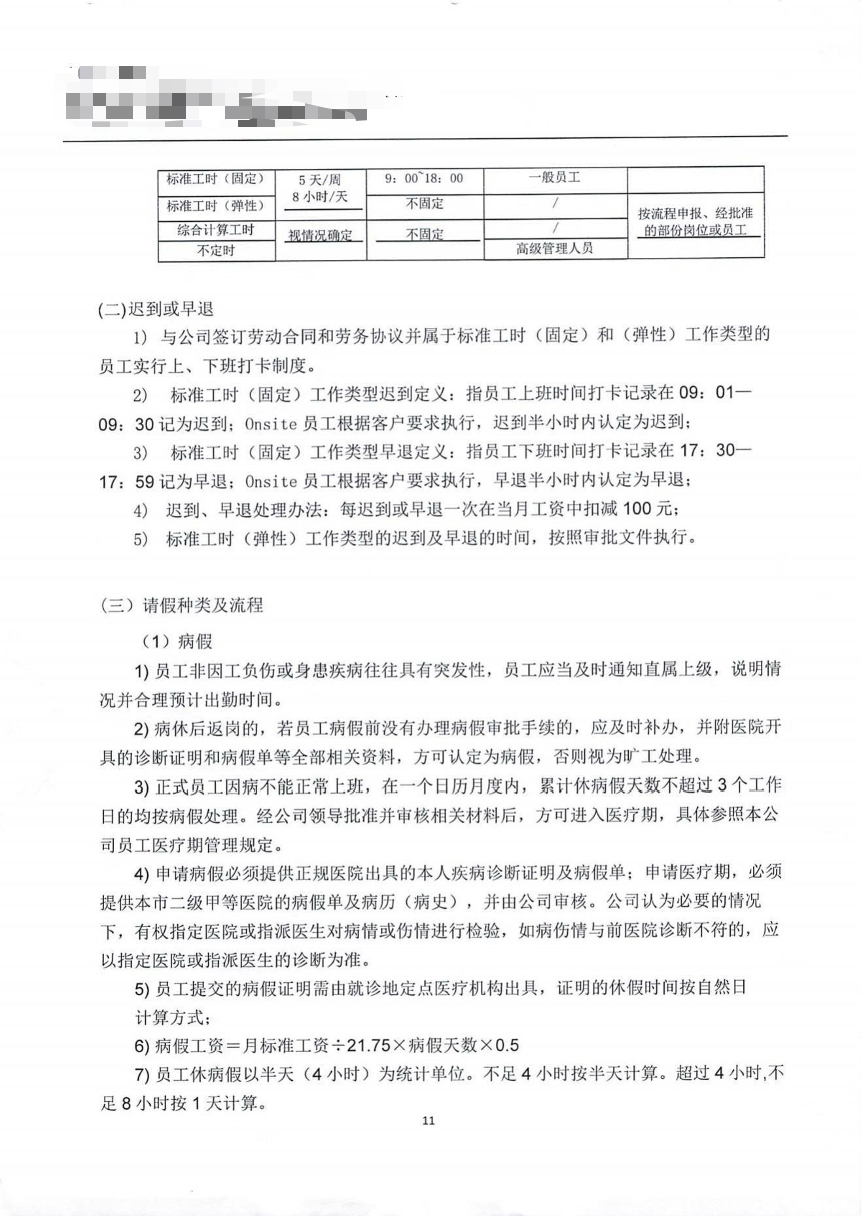 标准工时（固定） 5 天/周 9：00~18：00 一般员工
标准工时（弹性） 8 小时/天 不固定 / 按流程申报、经批准
综合计算工时 视情况确定 不固定 / 的部份岗位或员工
不定时 高级管理人员
(二)迟到或早退
1) 与公司签订劳动合同和劳务协议并属于标准工时（固定）和（弹性）工作类型的
员工实行上、下班打卡制度。
2) 标准工时（固定）工作类型迟到定义：指员工上班时间打卡记录在 09：01—
09：30 记为迟到；Onsite 员工根据客户要求执行，迟到半小时内认定为迟到；
3) 标准工时（固定）工作类型早退定义：指员工下班时间打卡记录在 17：30—
17：59 记为早退；Onsite 员工根据客户要求执行，早退半小时内认定为早退；
4) 迟到、早退处理办法：每迟到或早退一次在当月工资中扣减 100 元；
5) 标准工时（弹性）工作类型的迟到及早退的时间，按照审批文件执行。
(三）请假种类及流程
（1）病假
1) 员工非因工负伤或身患疾病往往具有突发性，员工应当及时通知直属上级，说明情
况并合理预计出勤时间。
2) 病休后返岗的，若员工病假前没有办理病假审批手续的，应及时补办，并附医院开
具的诊断证明和病假单等全部相关资料，方可认定为病假，否则视为旷工处理。
3) 正式员工因病不能正常上班，在一个日历月度内，累计休病假天数不超过 3 个工作
日的均按病假处理。经公司领导批准并审核相关材料后，方可进入医疗期，具体参照本公
司员工医疗期管理规定。
4) 申请病假必须提供正规医院出具的本人疾病诊断证明及病假单；申请医疗期，必须
提供本市二级甲等医院的病假单及病历（病史），并由公司审核。公司认为必要的情况
下，有权指定医院或指派医生对病情或伤情进行检验，如病伤情与前医院诊断不符的，应
以指定医院或指派医生的诊断为准。
5) 员工提交的病假证明需由就诊地定点医疗机构出具，证明的休假时间按自然日
计算方式；
6) 病假工资＝月标准工资÷21.75×病假天数×0.5
7) 员工休病假以半天（4 小时）为统计单位。不足 4 小时按半天计算。超过 4 小时,不
足 8 小时按 1 天计算。
11